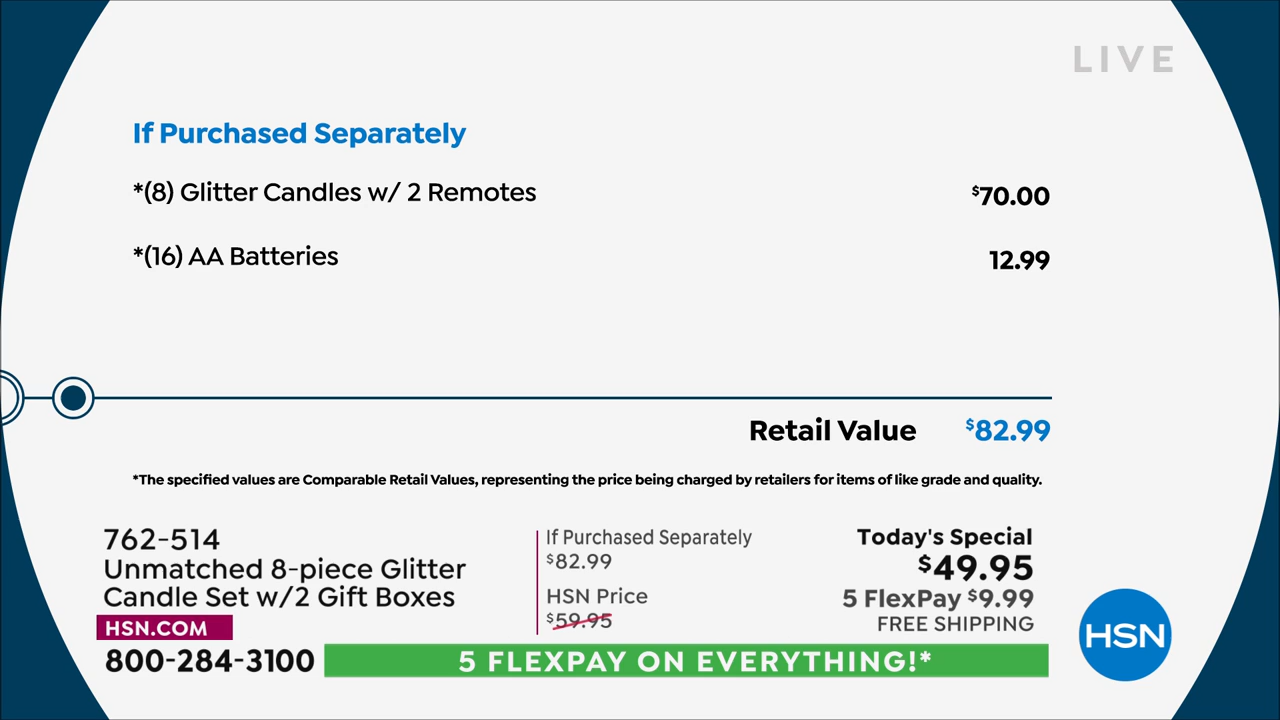 LIVE
If Purchased Separately
*(8) Glitter Candles w/ 2 Remotes $70.00
*(16) AA Batteries 12.99
Retail Value $82.99
*The specified values are Comparable Retail Values, representing the price being charged by retailers for items of like grade and quality.
762-514
Unmatched 8-piece Glitter
Candle Set w/2 Gift Boxes
HSN.COM
800-284-3100
If Purchased Separately
$82.99
HSN Price
$59.95
Today's Special
$49.95
5 FlexPay $9.99
FREE SHIPPING
5 FLEXPAY ON EVERYTHING!*
HSN